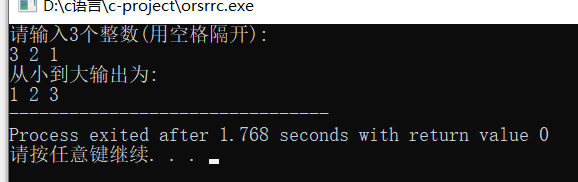 D:\c语言\c-project\orsrrc.exe
请输入3个整数(用空格隔开):
3 2 1
从小到大输出为:
1 2 3
--------------------------------
Process exited after 1.768 seconds with return value 0
请按任意键继续. . .